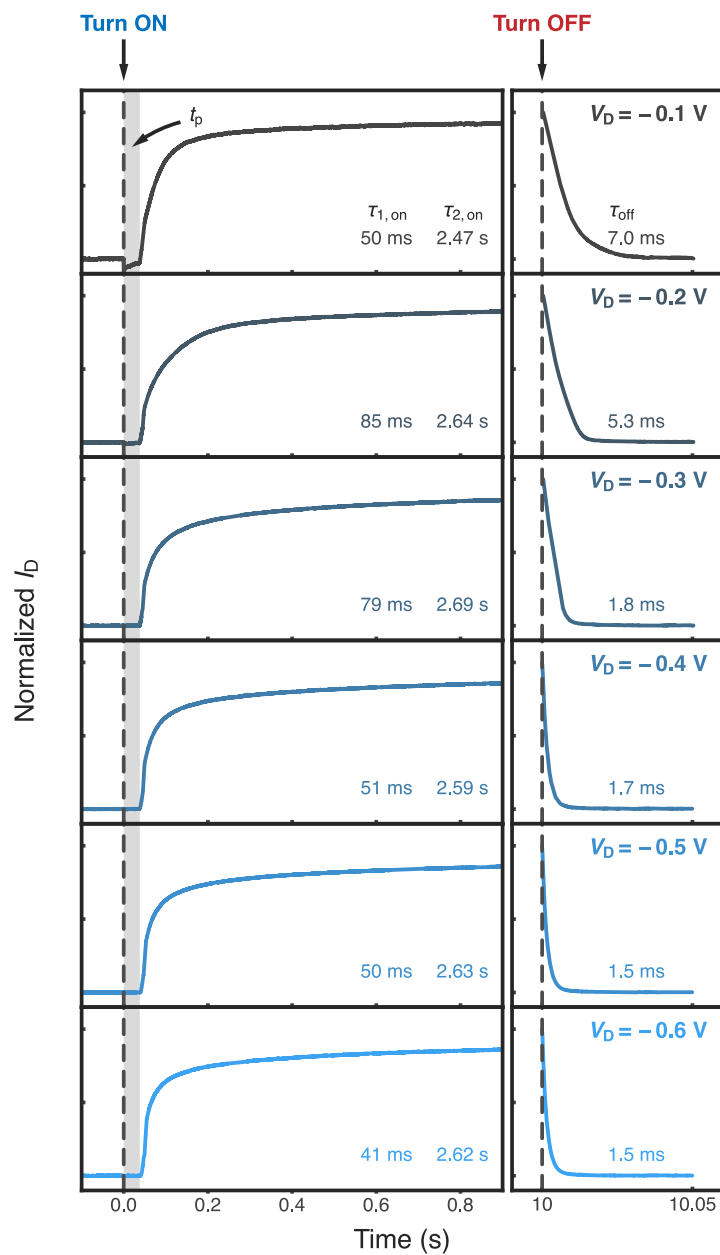 Turn ON
Turn OFF
tp
VD = − 0.1 V
τ1, on τ2, on τoff
50 ms 2.47 s 7.0 ms
VD = − 0.2 V
85 ms 2.64 s 5.3 ms
VD = − 0.3 V
79 ms 2.69 s 1.8 ms
VD = − 0.4 V
51 ms 2.59 s 1.7 ms
VD = − 0.5 V
50 ms 2.63 s 1.5 ms
VD = − 0.6 V
41 ms 2.62 s 1.5 ms
Normalized ID
0.0 0.2 0.4 0.6 0.8 10 10.05
Time (s)